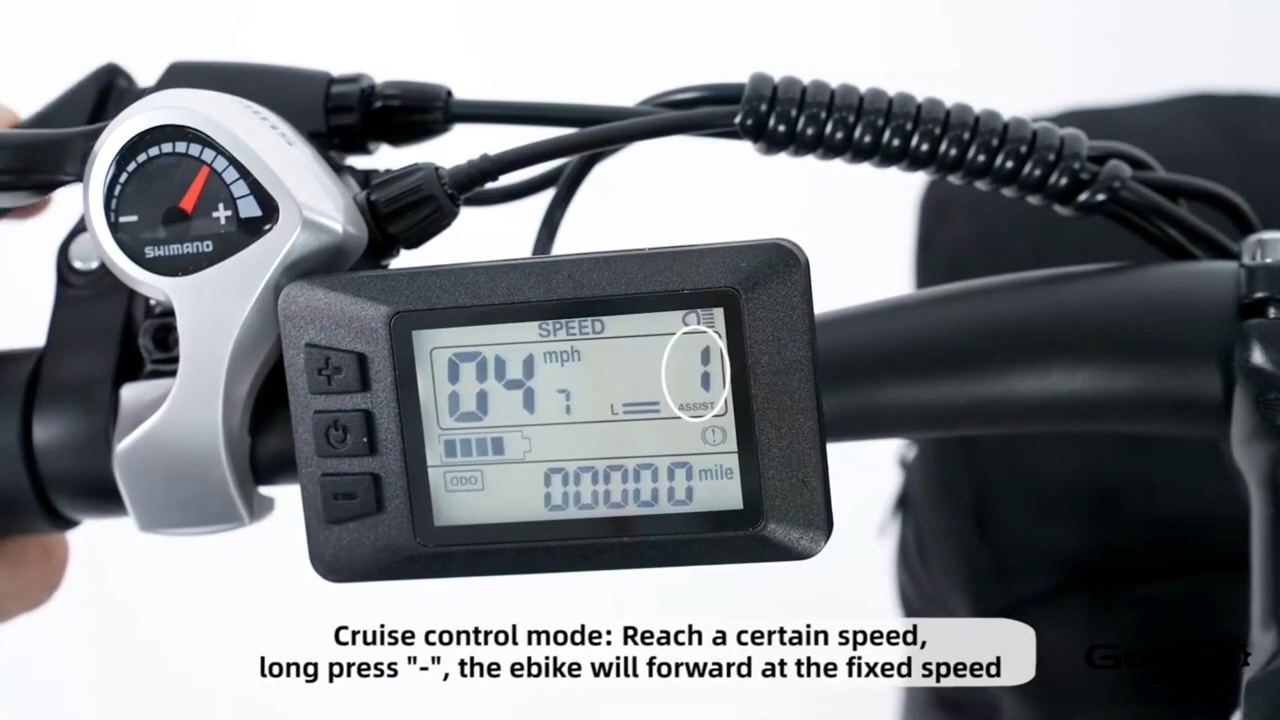 SHIMANO
SPEED
04 mph 1
7 L ASSIST
ODO 00000 mile
Cruise control mode: Reach a certain speed,
long press "-", the ebike will forward at the fixed speed